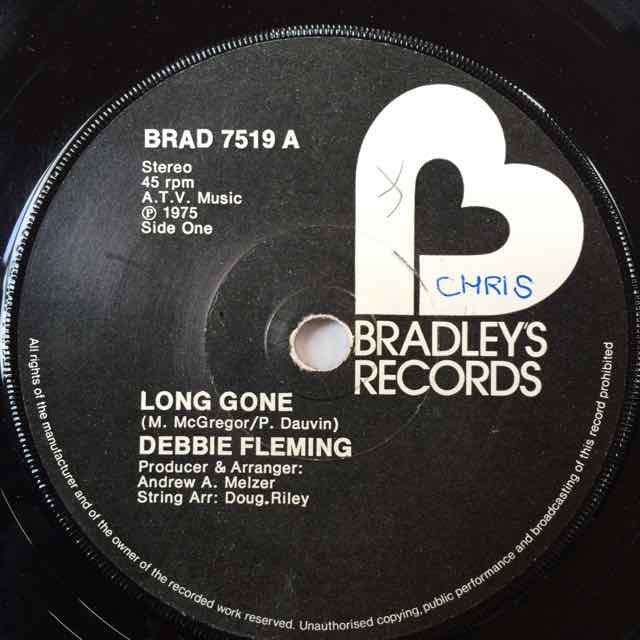 BRAD 7519 A
Stereo
45 rpm
A.T.V. Music
Ⓟ 1975
Side One
CHRIS
BRADLEY'S
RECORDS
LONG GONE
(M. McGregor/P. Dauvin)
DEBBIE FLEMING
Producer & Arranger:
Andrew A. Melzer
String Arr: Doug.Riley
All rights of the manufacturer and of the owner of the recorded work reserved. Unauthorised copying, public performance and broadcasting of this record prohibited